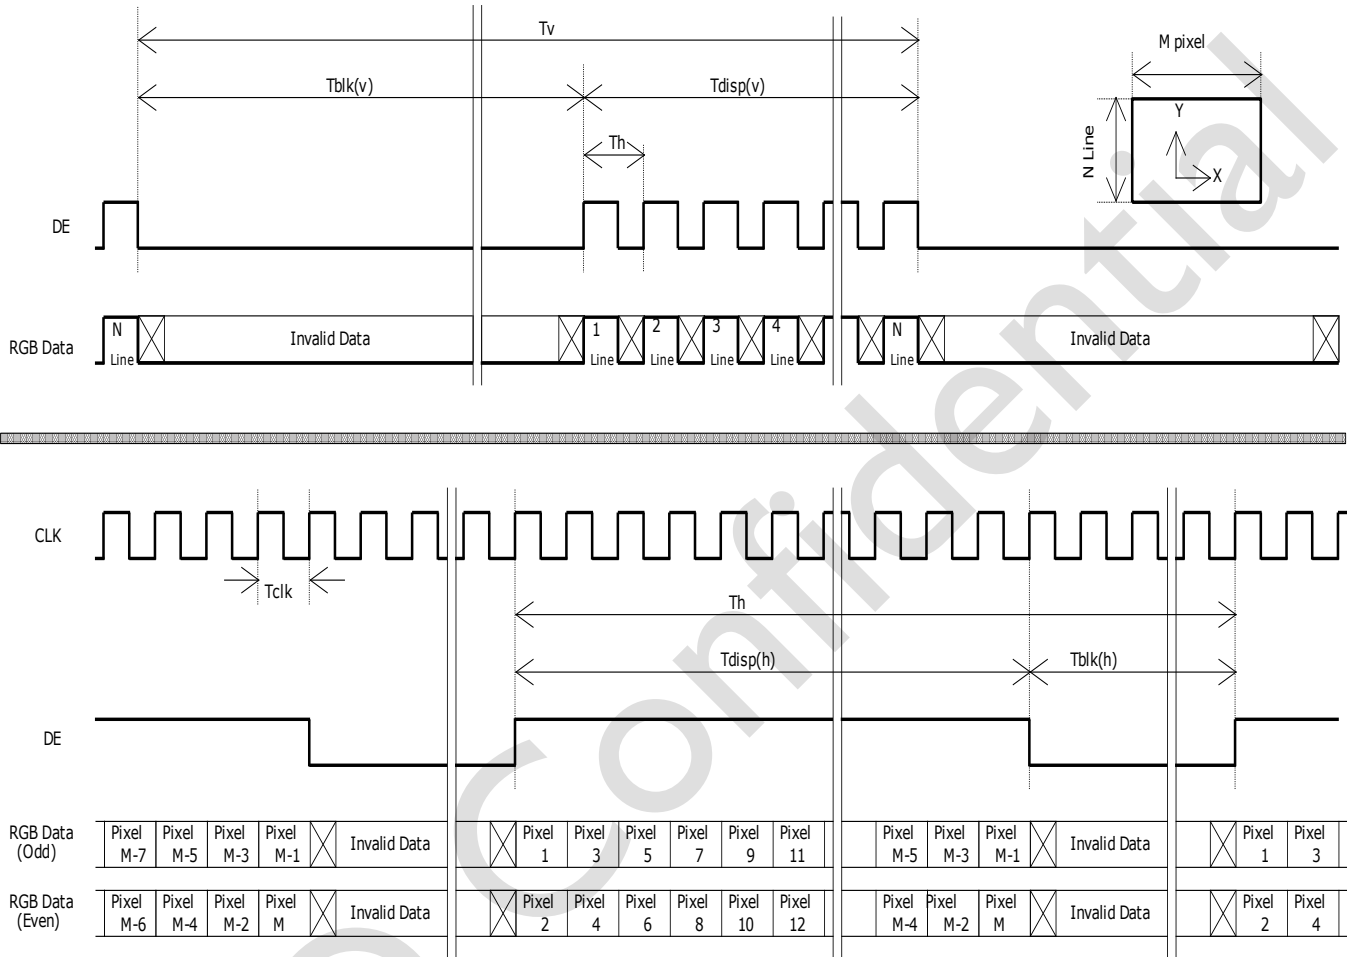 Tv
M pixel
Tblk(v)
Tdisp(v)
Th
N Line
Y
X
DE
RGB Data
N Line
Invalid Data
1 Line
2 Line
3 Line
4 Line
N Line
Invalid Data
CLK
Tclk
Th
Tdisp(h)
Tblk(h)
DE
RGB Data (Odd)
Pixel M-7
Pixel M-5
Pixel M-3
Pixel M-1
Invalid Data
Pixel 1
Pixel 3
Pixel 5
Pixel 7
Pixel 9
Pixel 11
Pixel M-5
Pixel M-3
Pixel M-1
Invalid Data
Pixel 1
Pixel 3
RGB Data (Even)
Pixel M-6
Pixel M-4
Pixel M-2
Pixel M
Invalid Data
Pixel 2
Pixel 4
Pixel 6
Pixel 8
Pixel 10
Pixel 12
Pixel M-4
Pixel M-2
Pixel M
Invalid Data
Pixel 2
Pixel 4
Confidential